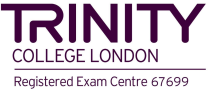 TRINITY
COLLEGE LONDON
Registered Exam Centre 67699